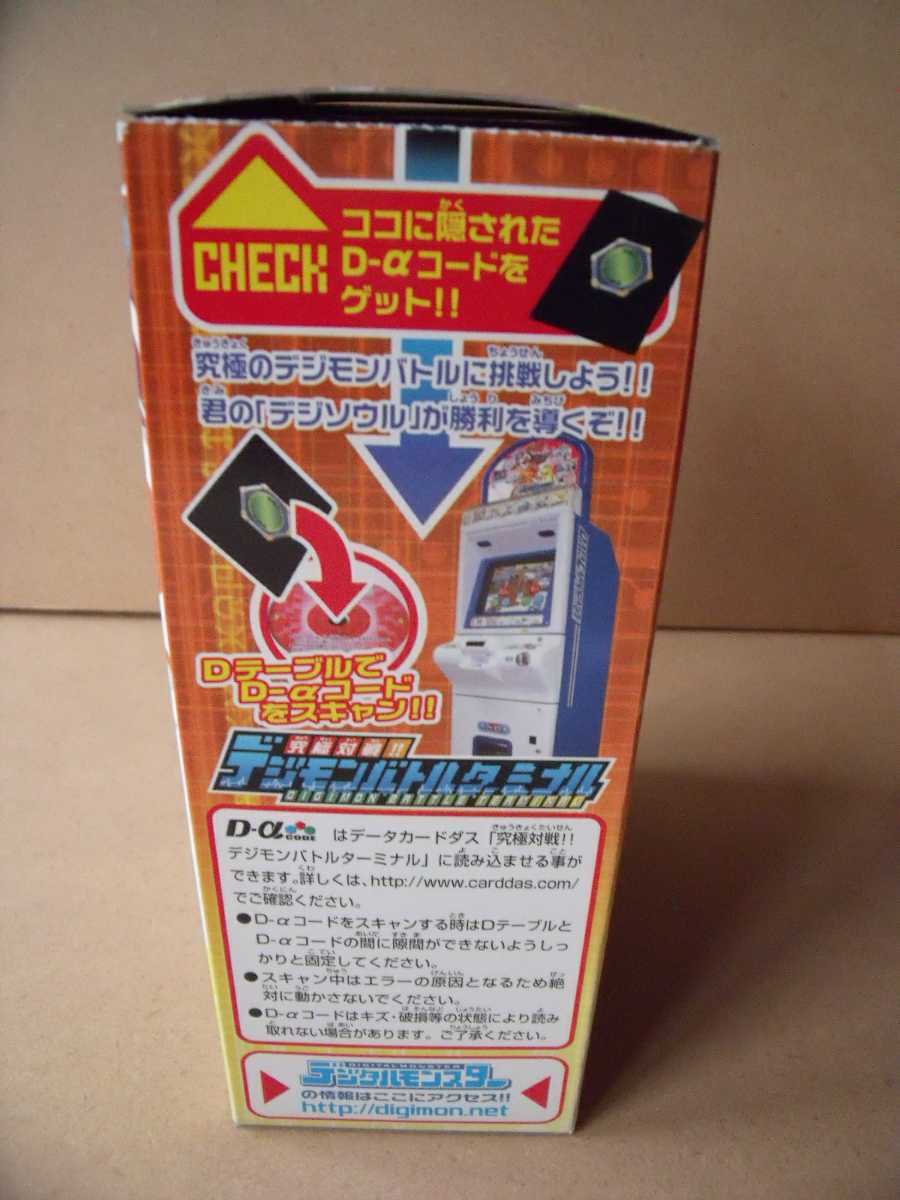 CHECK
ココに隠された
D-αコードを
ゲット!!
究極のデジモンバトルに挑戦しよう!!
君の「デジソウル」が勝利を導くぞ!!
Dテーブルで
D-αコード
をスキャン!!
究極対戦!!
デジモンバトルターミナル
DIGIMON BATTLE TERMINAL
D-α CODE はデータカードダス「究極対戦!!
デジモンバトルターミナル」に読み込ませる事が
できます。詳しくは、http://www.carddas.com/
でご確認ください。
●D-αコードをスキャンする時はDテーブルと
D-αコードの間に隙間ができないようしっ
かりと固定してください。
●スキャン中はエラーの原因となるため絶
対に動かさないでください。
●D-αコードはキズ・破損等の状態により読み
取れない場合があります。ご了承ください。
DIGITAL MONSTER
デジタルモンスター
の情報はここにアクセス!!
http://digimon.net